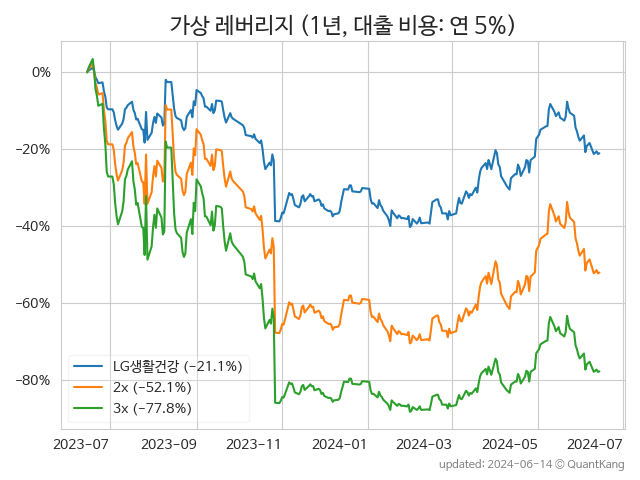 가상 레버리지 (1년, 대출 비용: 연 5%)
0%
−20%
−40%
−60%
−80%
LG생활건강 (−21.1%)
2x (−52.1%)
3x (−77.8%)
2023-07
2023-09
2023-11
2024-01
2024-03
2024-05
2024-07
updated: 2024-06-14 © QuantKang